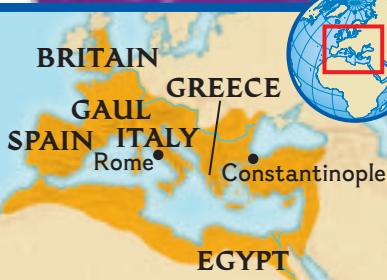 BRITAIN
GREECE
GAUL
SPAIN ITALY
Rome
Constantinople
EGYPT